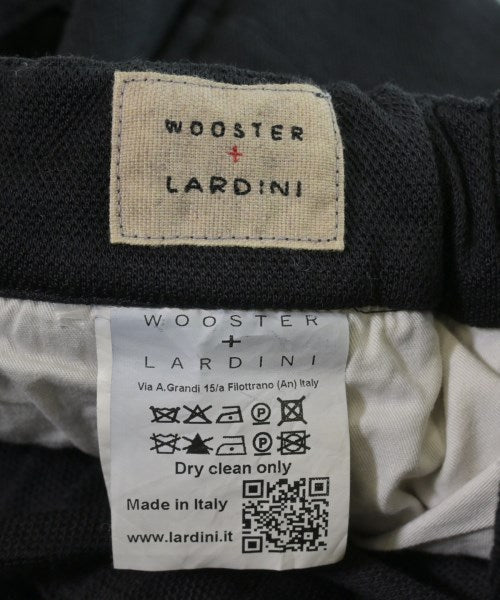 WOOSTER
+
LARDINI
WOOSTER
+
LARDINI
Via A.Grandi 15/a Filottrano (An) Italy
Dry clean only
Made in Italy
www.lardini.it